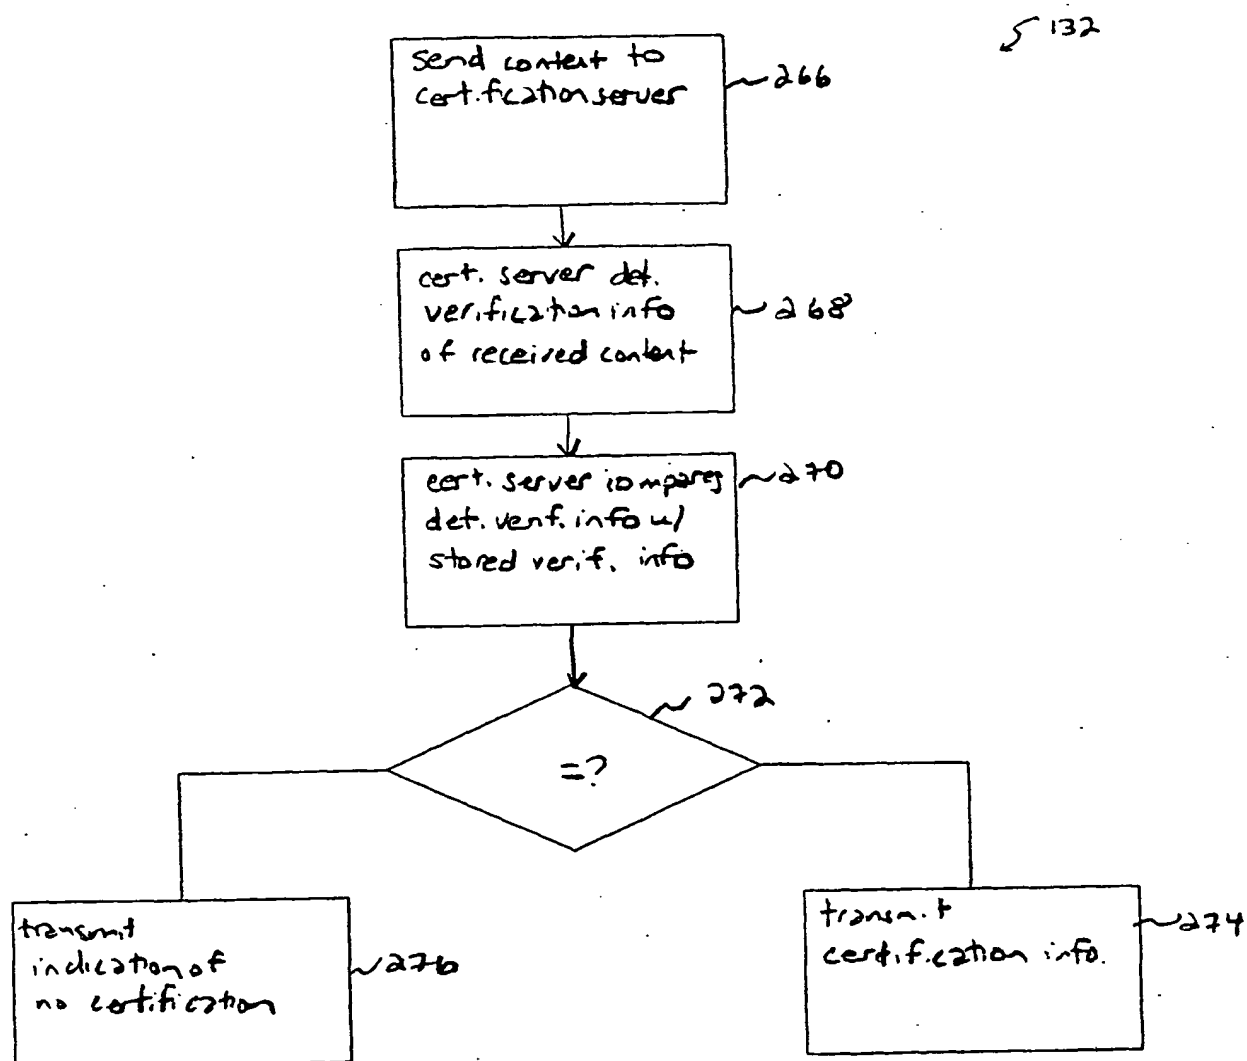 132
send content to
certification server
266
cert. server det.
verification info
of received content
268
cert. server compares
det. verif. info w/
stored verif. info
270
272
=?
transmit
indication of
no certification
276
transmit
certification info.
274